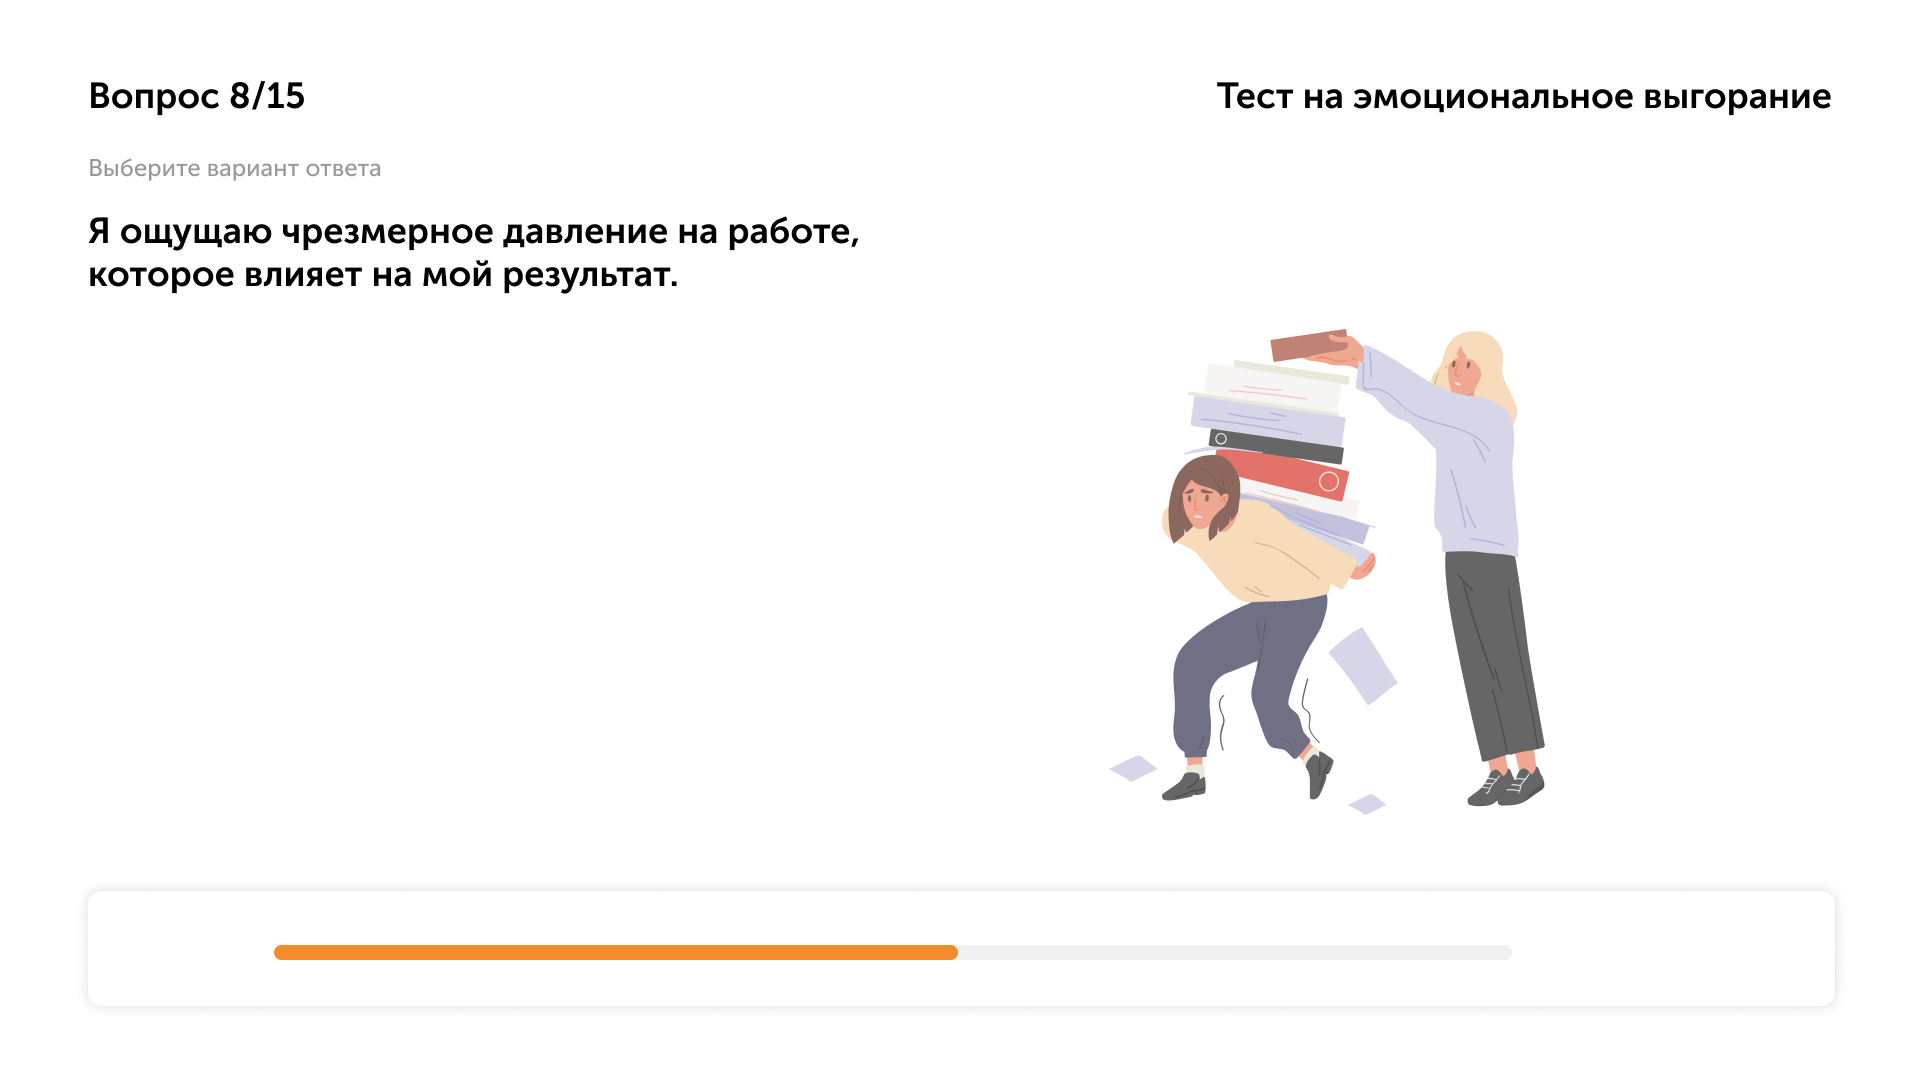 Вопрос 8/15
Тест на эмоциональное выгорание
Выберите вариант ответа
Я ощущаю чрезмерное давление на работе,
которое влияет на мой результат.